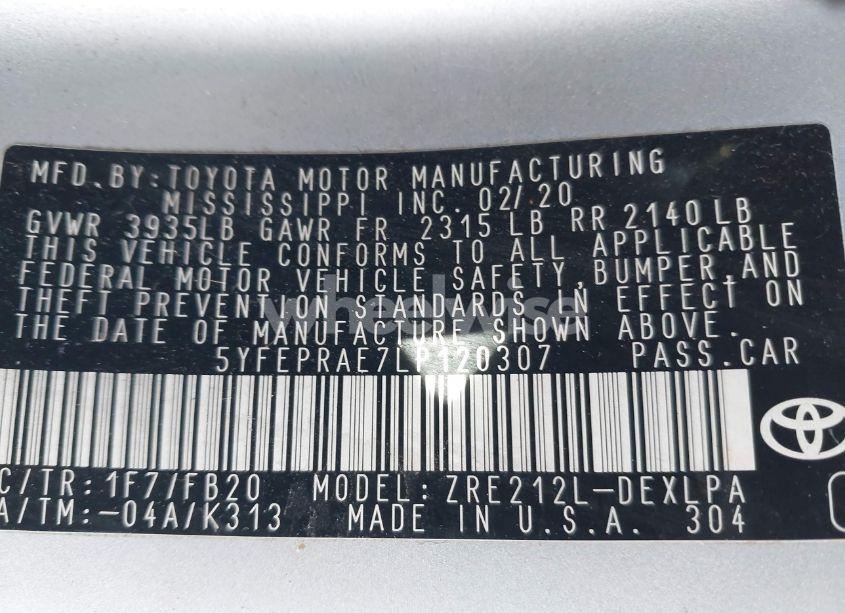 MFD.BY:TOYOTA MOTOR MANUFACTURING
MISSISSIPPI INC. 02/20
GVWR 3935LB GAWR FR 2315 LB RR 2140 LB
THIS VEHICLE CONFORMS TO ALL APPLICABLE
FEDERAL MOTOR VEHICLE SAFETY, BUMPER, AND
THEFT PREVENTION STANDARDS IN EFFECT ON
THE DATE OF MANUFACTURE SHOWN ABOVE.
wheelwise
5YFEPRAE7LP120307 PASS.CAR
C/TR: 1F7/FB20 MODEL: ZRE212L-DEXLPA
A/TM:-04A/K313 MADE IN U.S.A. 304